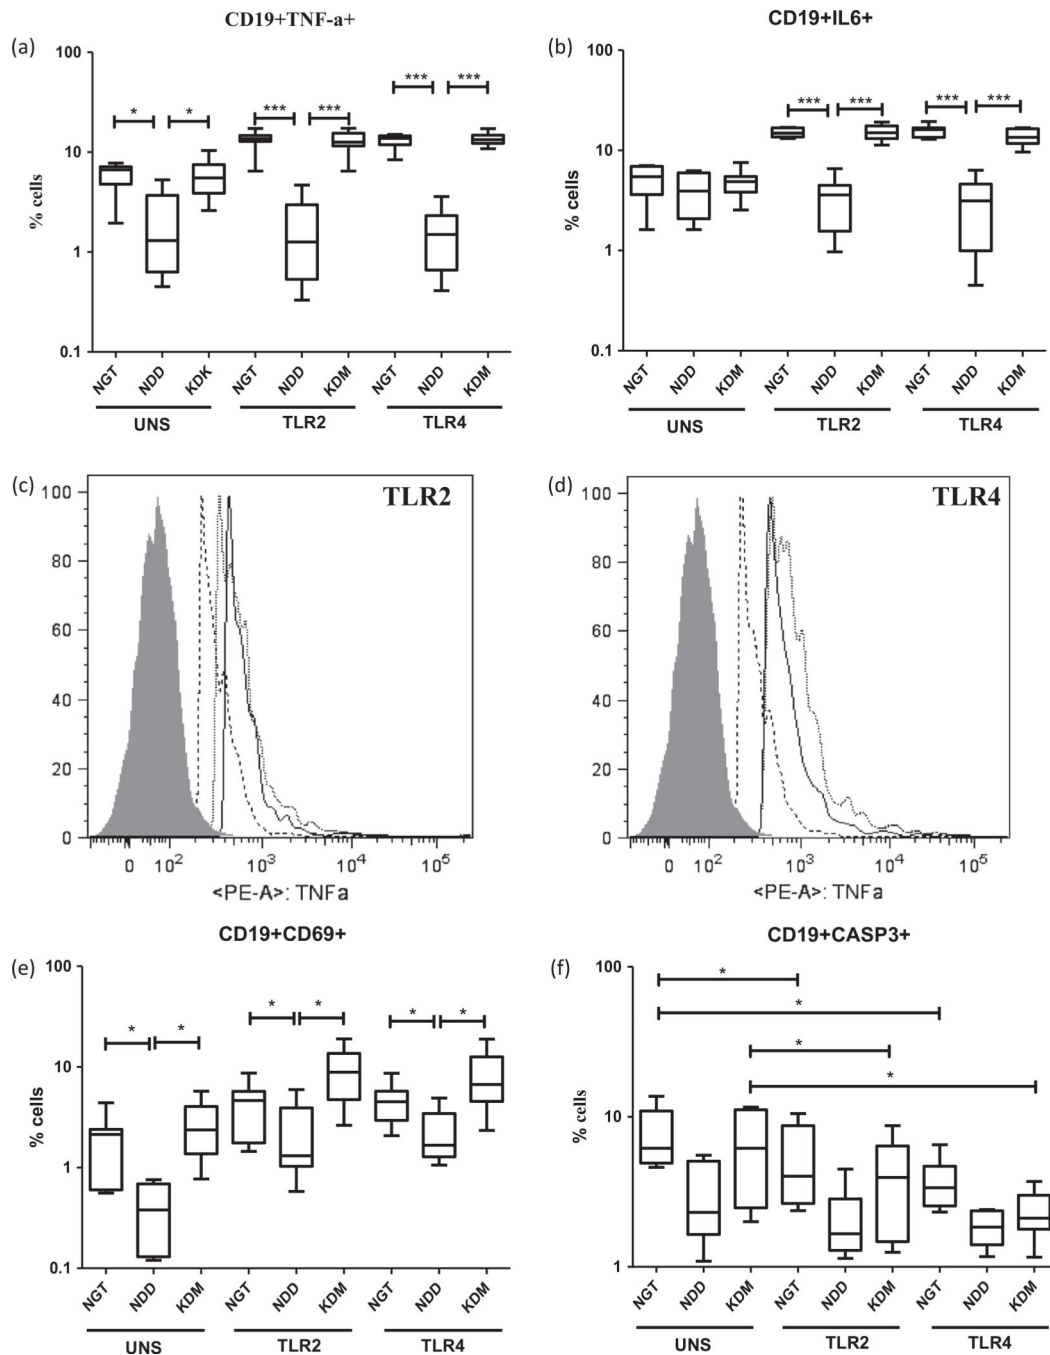 CD19+TNF-a+
(a)
100
10
1
0.1
% cells
* * *** *** *** ***
NGT NDD KDK NGT NDD KDM NGT NDD KDM
UNS TLR2 TLR4
CD19+IL6+
(b)
100
10
1
0.1
% cells
*** *** *** ***
NGT NDD KDM NGT NDD KDM NGT NDD KDM
UNS TLR2 TLR4
(c)
TLR2
100
80
60
40
20
0
0 10² 10³ 10⁴ 10⁵
<PE-A>: TNFa
(d)
TLR4
100
80
60
40
20
0
0 10² 10³ 10⁴ 10⁵
<PE-A>: TNFa
CD19+CD69+
(e)
100
10
1
0.1
% cells
* * * * * *
NGT NDD KDM NGT NDD KDM NGT NDD KDM
UNS TLR2 TLR4
CD19+CASP3+
(f)
100
10
1
% cells
*
*
*
*
NGT NDD KDM NGT NDD KDM NGT NDD KDM
UNS TLR2 TLR4